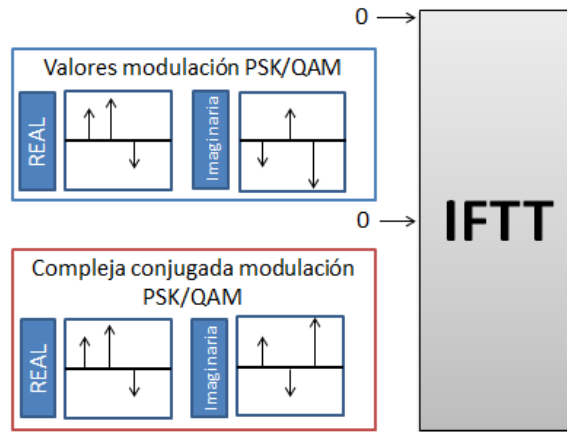 0
Valores modulación PSK/QAM
REAL
Imaginaria
0
IFTT
Compleja conjugada modulación
PSK/QAM
REAL
Imaginaria